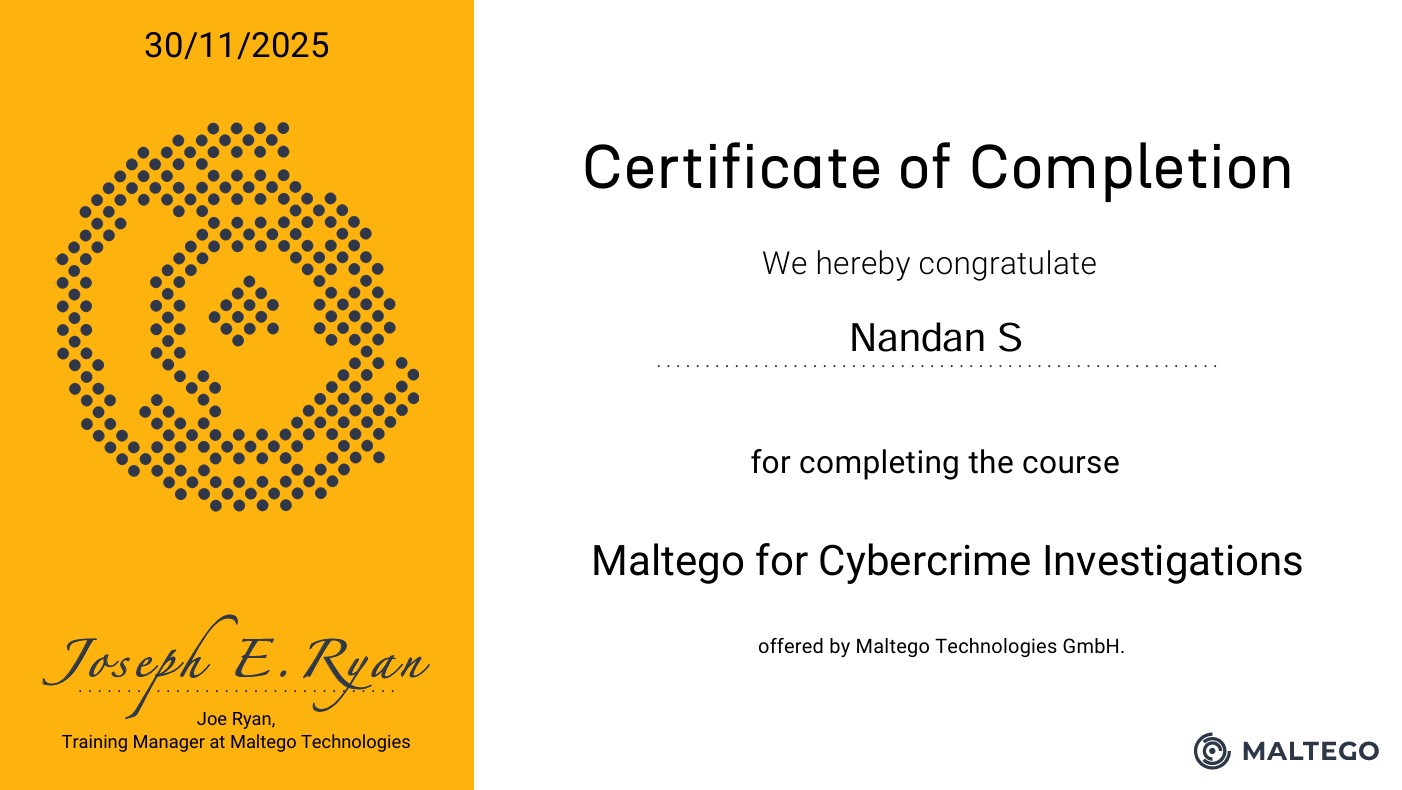 30/11/2025
Joseph E. Ryan
Joe Ryan,
Training Manager at Maltego Technologies
Certificate of Completion
We hereby congratulate
Nandan S
for completing the course
Maltego for Cybercrime Investigations
offered by Maltego Technologies GmbH.
MALTEGO